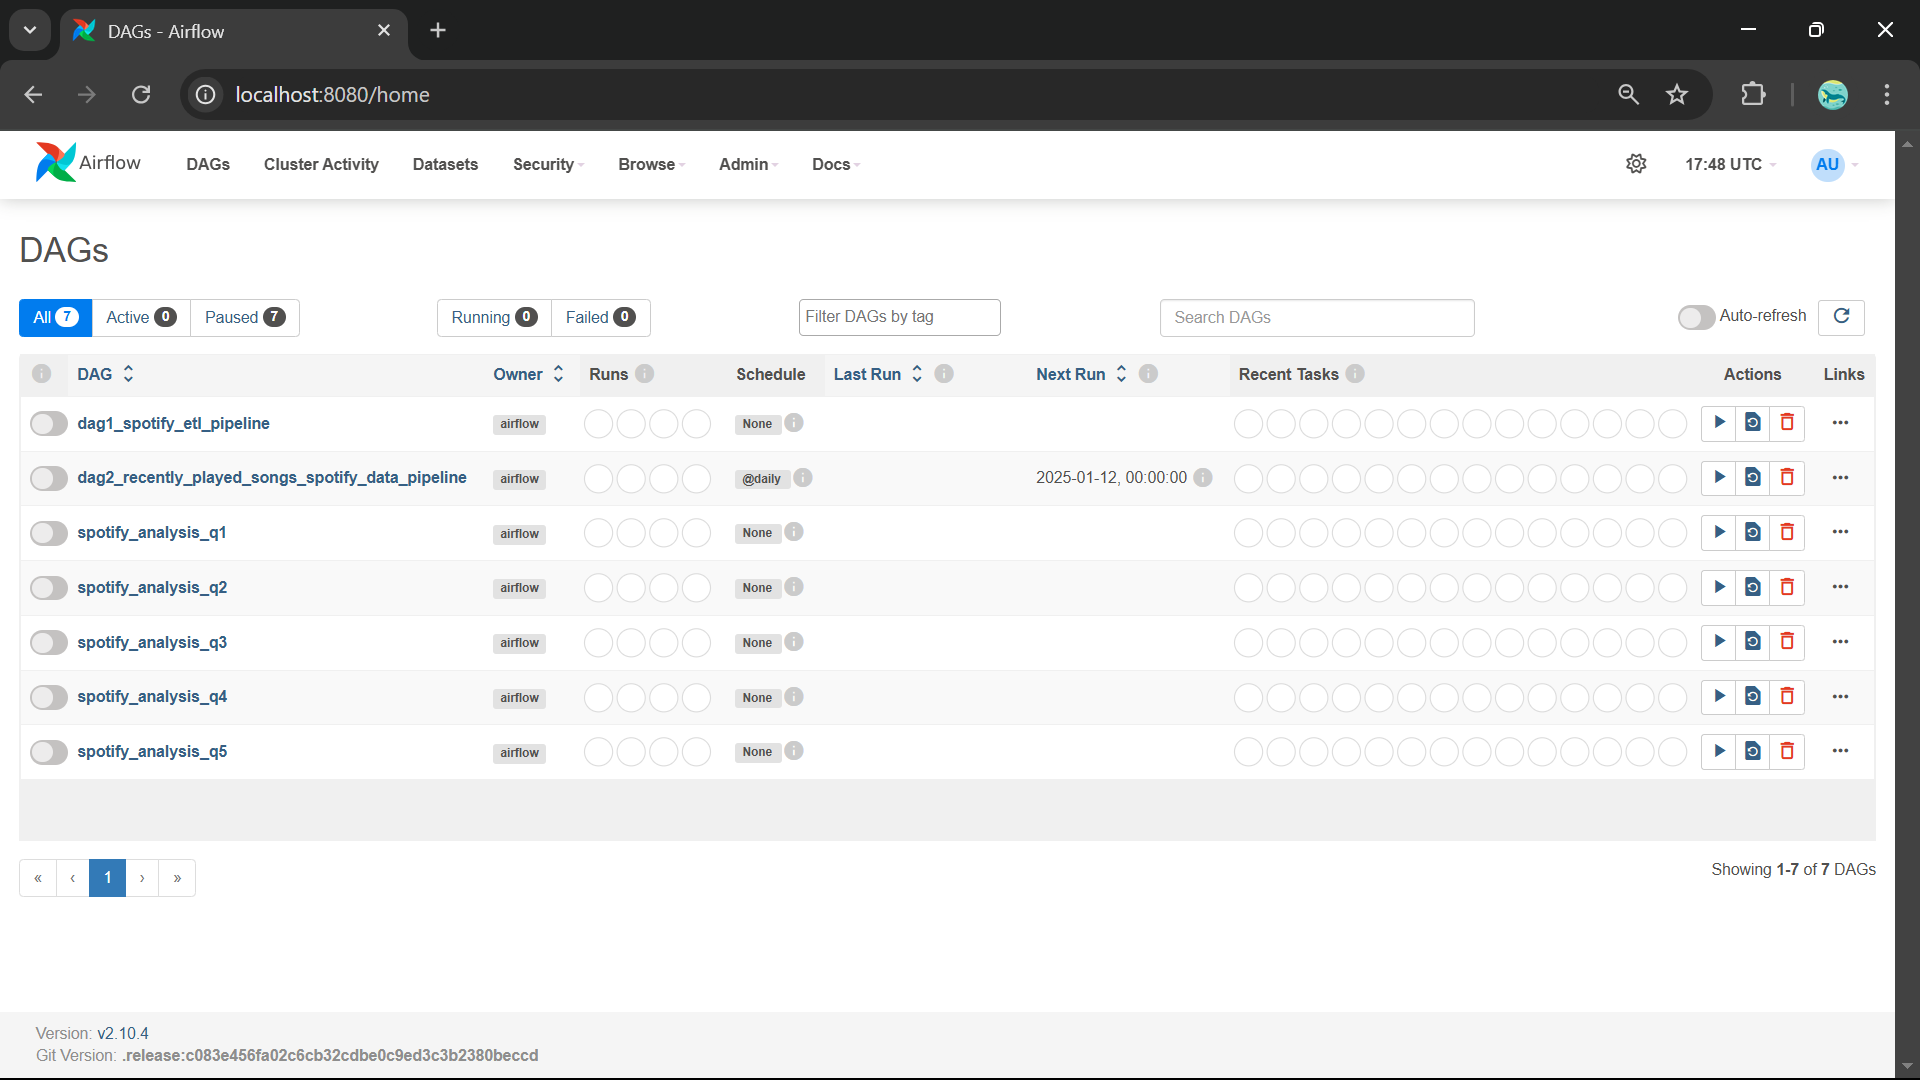 DAGs - Airflow
localhost:8080/home
Airflow DAGs Cluster Activity Datasets Security Browse Admin Docs 17:48 UTC AU
DAGs
All 7 Active 0 Paused 7 Running 0 Failed 0 Filter DAGs by tag Search DAGs Auto-refresh
DAG Owner Runs Schedule Last Run Next Run Recent Tasks Actions Links
dag1_spotify_etl_pipeline airflow None
dag2_recently_played_songs_spotify_data_pipeline airflow @daily 2025-01-12, 00:00:00
spotify_analysis_q1 airflow None
spotify_analysis_q2 airflow None
spotify_analysis_q3 airflow None
spotify_analysis_q4 airflow None
spotify_analysis_q5 airflow None
« ‹ 1 › » Showing 1-7 of 7 DAGs
Version: v2.10.4
Git Version: .release:c083e456fa02c6cb32cdbe0c9ed3c3b2380beccd